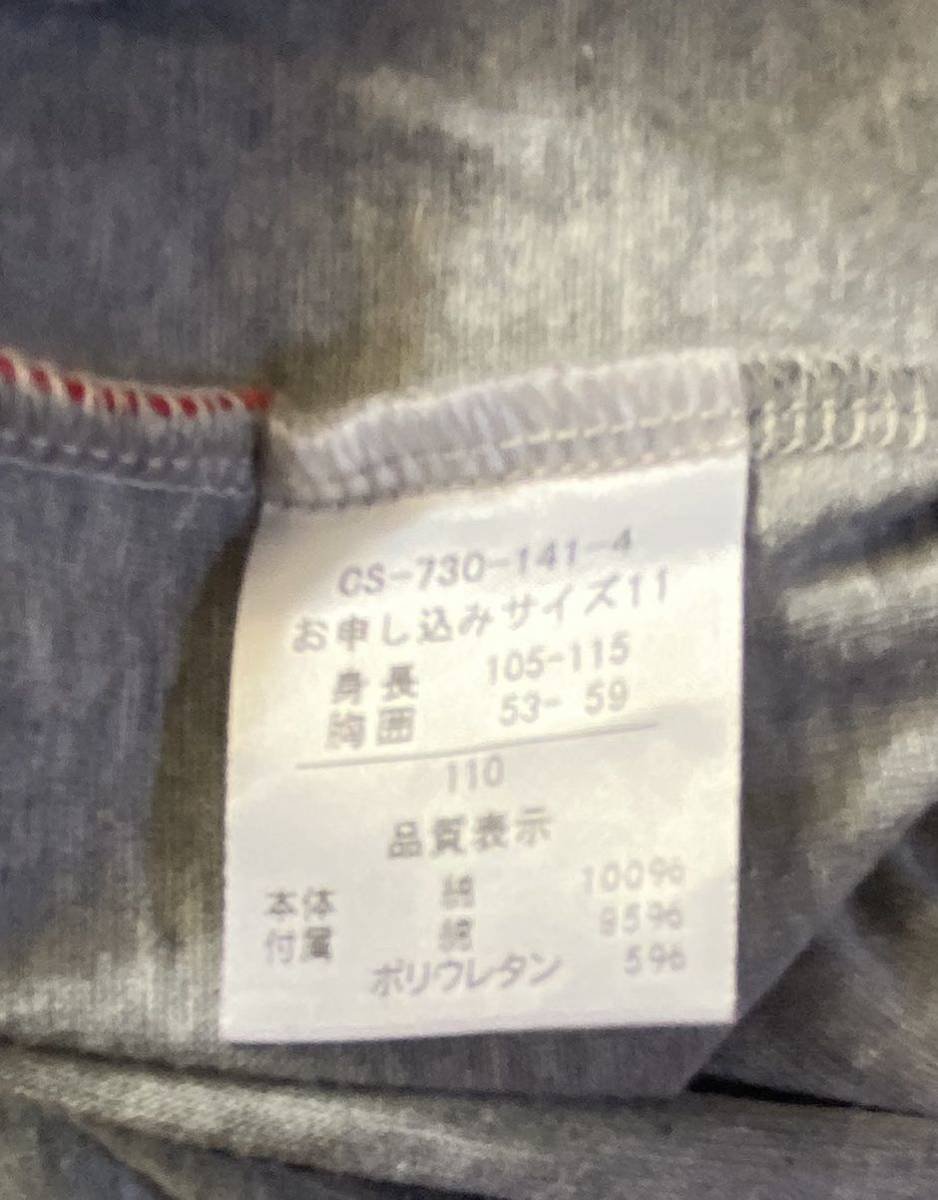 CS-730-141-4
お申し込みサイズ11
身長 105-115
胸囲 53-59
110
品質表示
本体 綿 100%
付属 綿 95%
ポリウレタン 5%